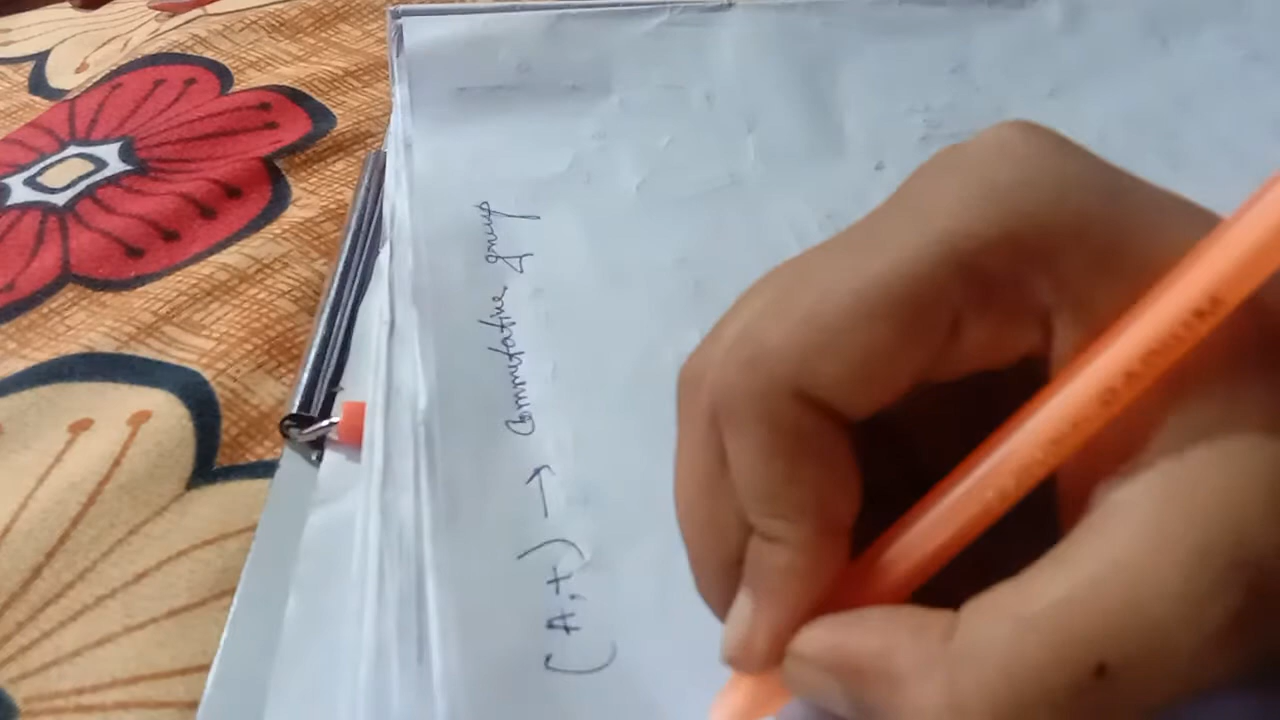 (A,+) → Commutative group